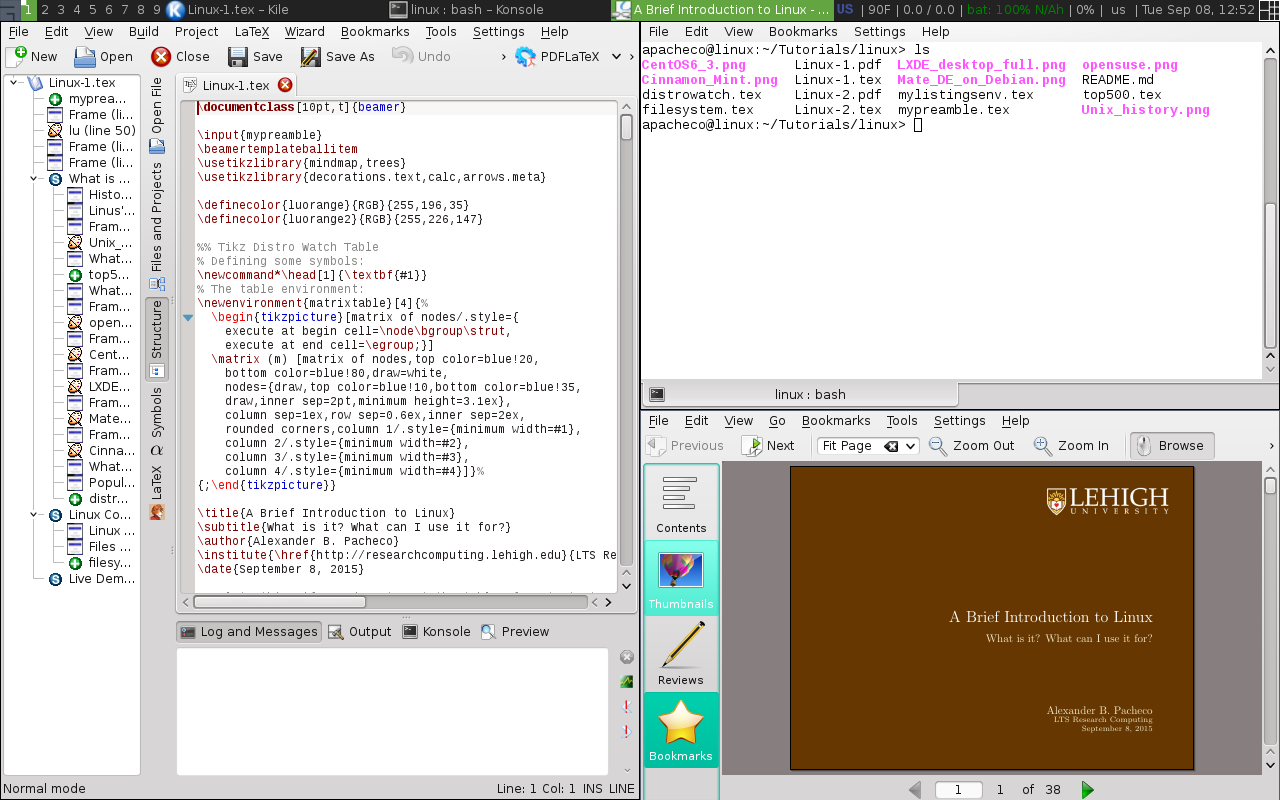 1 2 3 4 5 6 7 8 9 Linux-1.tex – Kile linux : bash – Konsole A Brief Introduction to Linux - ... US | 90F | 0.0 / 0.0 | bat: 100% N/Ah | 0% | us | Tue Sep 08, 12:52
File Edit View Build Project LaTeX Wizard Bookmarks Tools Settings Help
New Open Close Save Save As Undo PDFLaTeX
Linux-1.tex
myprea...
Frame (li...
lu (line 50)
Frame (li...
Frame (li...
What is ...
Histo...
Linus'...
Fram...
Unix_...
What...
top5...
What...
Fram...
open...
Fram...
Cent...
Fram...
LXDE...
Fram...
Mate...
Fram...
Cinna...
What...
Popul...
distr...
Linux Co...
Linux ...
Files ...
filesy...
Live Dem...
Open File
Files and Projects
Structure
Symbols
LaTeX
Linux-1.tex
\documentclass[10pt,t]{beamer}
\input{mypreamble}
\beamertemplateballitem
\usetikzlibrary{mindmap,trees}
\usetikzlibrary{decorations.text,calc,arrows.meta}
\definecolor{luorange}{RGB}{255,196,35}
\definecolor{luorange2}{RGB}{255,226,147}
%% Tikz Distro Watch Table
% Defining some symbols:
\newcommand*\head[1]{\textbf{#1}}
% The table environment:
\newenvironment{matrixtable}[4]{%
\begin{tikzpicture}[matrix of nodes/.style={
execute at begin cell=\node\bgroup\strut,
execute at end cell=\egroup;}]
\matrix (m) [matrix of nodes,top color=blue!20,
bottom color=blue!80,draw=white,
nodes={draw,top color=blue!10,bottom color=blue!35,
draw,inner sep=2pt,minimum height=3.1ex},
column sep=1ex,row sep=0.6ex,inner sep=2ex,
rounded corners,column 1/.style={minimum width=#1},
column 2/.style={minimum width=#2},
column 3/.style={minimum width=#3},
column 4/.style={minimum width=#4}]}%
{;\end{tikzpicture}}
\title{A Brief Introduction to Linux}
\subtitle{What is it? What can I use it for?}
\author{Alexander B. Pacheco}
\institute{\href{http://researchcomputing.lehigh.edu}{LTS Re
\date{September 8, 2015}
Log and Messages Output Konsole Preview
Normal mode Line: 1 Col: 1 INS LINE
File Edit View Bookmarks Settings Help
apacheco@linux:~/Tutorials/linux> ls
CentOS6_3.png Linux-1.pdf LXDE_desktop_full.png opensuse.png
Cinnamon_Mint.png Linux-1.tex Mate_DE_on_Debian.png README.md
distrowatch.tex Linux-2.pdf mylistingsenv.tex top500.tex
filesystem.tex Linux-2.tex mypreamble.tex Unix_history.png
apacheco@linux:~/Tutorials/linux>
linux : bash
File Edit View Go Bookmarks Tools Settings Help
Previous Next Fit Page Zoom Out Zoom In Browse
Contents
Thumbnails
Reviews
Bookmarks
LEHIGH
UNIVERSITY
A Brief Introduction to Linux
What is it? What can I use it for?
Alexander B. Pacheco
LTS Research Computing
September 8, 2015
1 1 of 38